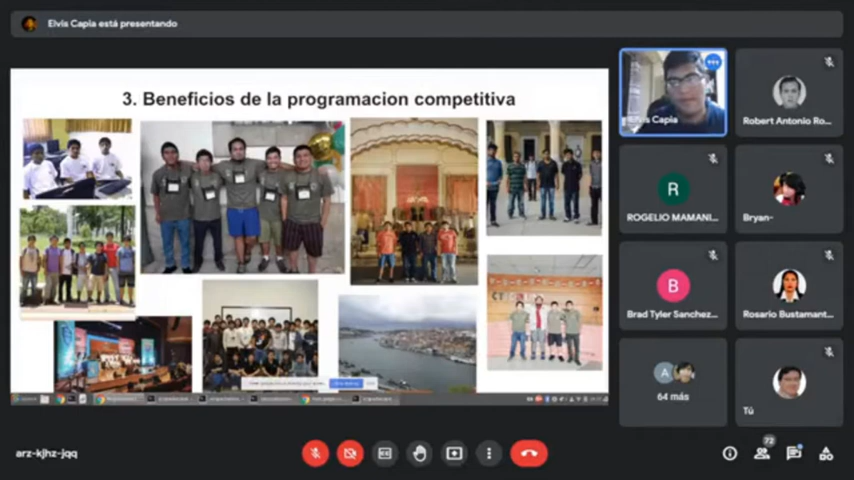 Elvis Capia está presentando
3. Beneficios de la programacion competitiva
Elvis Capia
Robert Antonio Ro...
R
ROGELIO MAMANI...
Bryan-
B
Brad Tyler Sanchez...
Rosario Bustamant...
A
64 más
Tú
arz-kjhz-jqq
72